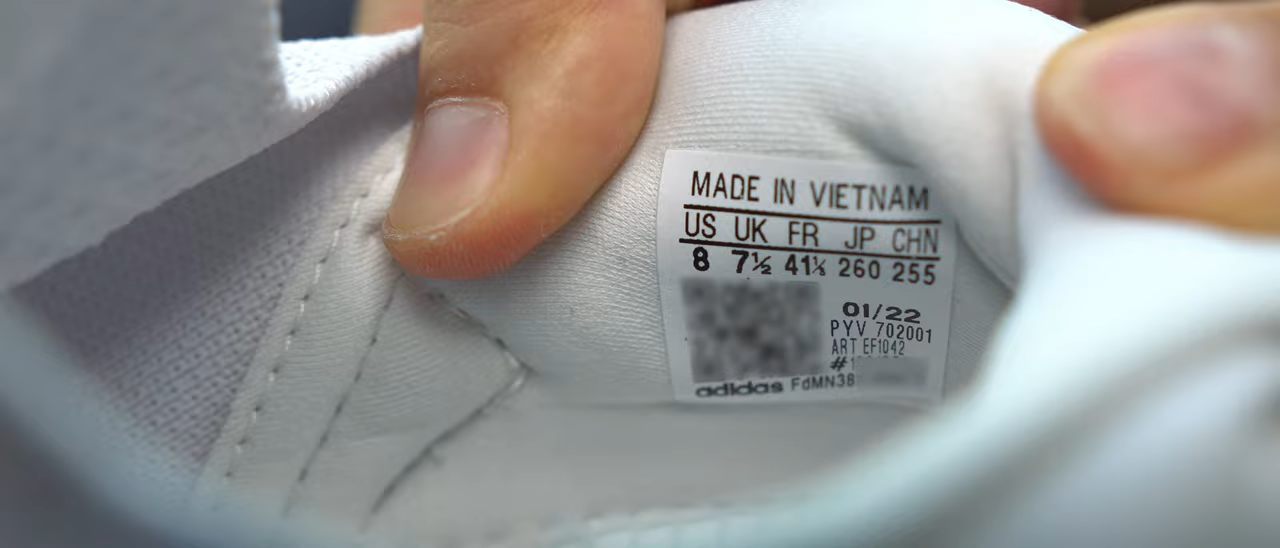 MADE IN VIETNAM
US UK FR JP CHN
8 7½ 41⅓ 260 255
01/22
PYV 702001
ART EF1042
#1
adidas FdMN38